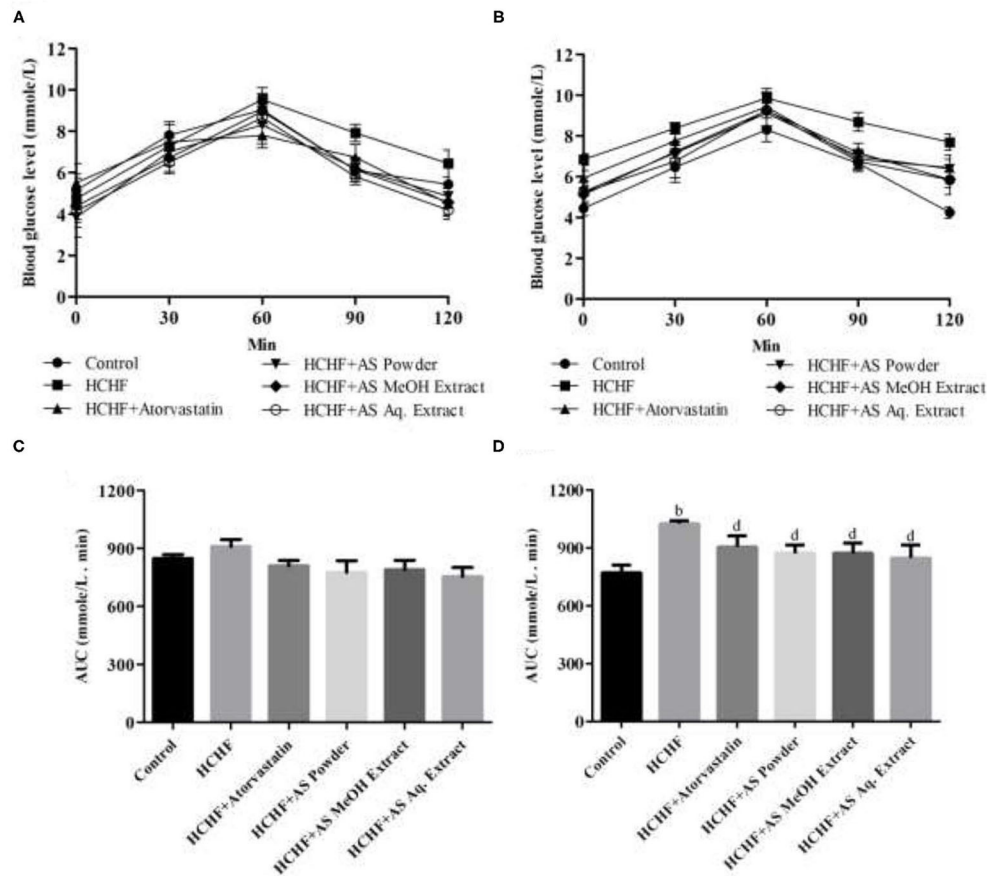 A
B
12
10
8
6
4
2
0
0 30 60 90 120
Min
Blood glucose level (mmole/L)
Control
HCHF
HCHF+Atorvastatin
HCHF+AS Powder
HCHF+AS MeOH Extract
HCHF+AS Aq. Extract
12
10
8
6
4
2
0
0 30 60 90 120
Min
Blood glucose level (mmole/L)
Control
HCHF
HCHF+Atorvastatin
HCHF+AS Powder
HCHF+AS MeOH Extract
HCHF+AS Aq. Extract
C
D
1200
900
600
300
0
AUC (mmole/L . min)
Control
HCHF
HCHF+Atorvastatin
HCHF+AS Powder
HCHF+AS MeOH Extract
HCHF+AS Aq. Extract
1200
900
600
300
0
AUC (mmole/L . min)
b
d
d
d
d
Control
HCHF
HCHF+Atorvastatin
HCHF+AS Powder
HCHF+AS MeOH Extract
HCHF+AS Aq. Extract